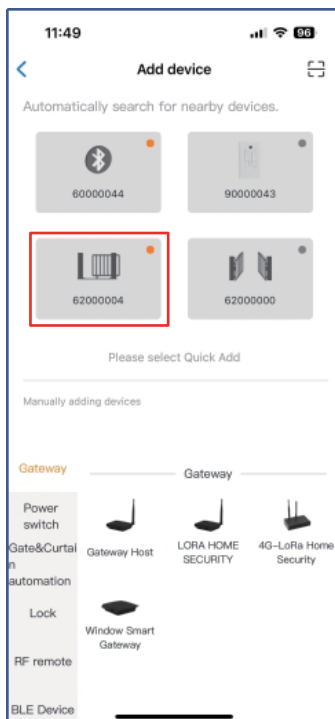 11:49
96
Add device
Automatically search for nearby devices.
60000044
90000043
62000004
62000000
Please select Quick Add
Manually adding devices
Gateway
Gateway
Power
switch
Gate&Curtai
n
automation
Lock
RF remote
BLE Device
Gateway Host
LORA HOME
SECURITY
4G-LoRa Home
Security
Window Smart
Gateway